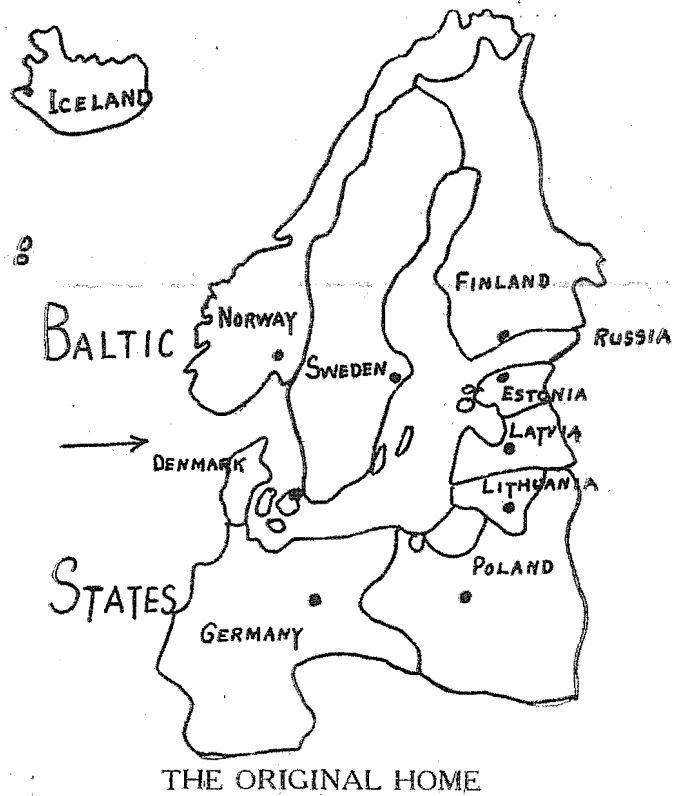 ICELAND
FINLAND
BALTIC
NORWAY
RUSSIA
SWEDEN
ESTONIA
LATVIA
DENMARK
LITHUANIA
POLAND
STATES
GERMANY
THE ORIGINAL HOME